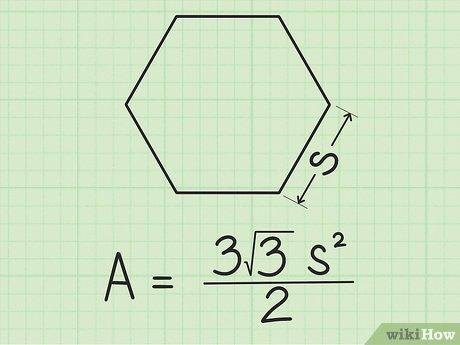 S
A = 3√3 s²
2
wikiHow